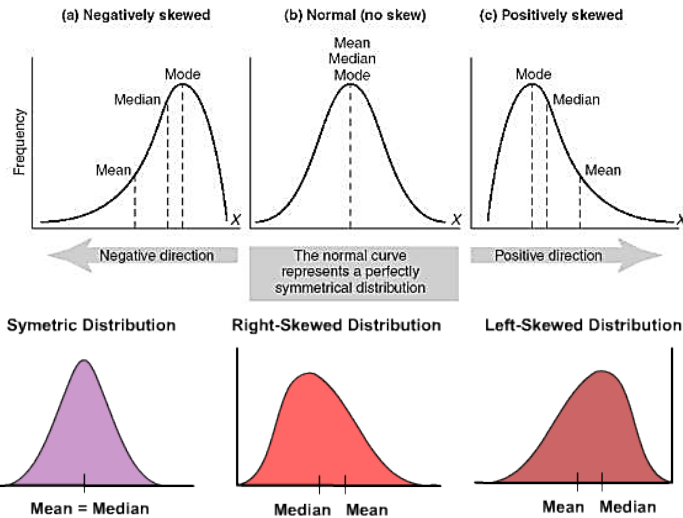 (a) Negatively skewed
(b) Normal (no skew)
(c) Positively skewed
Mean
Median
Mode
Mode
Median
Mean
Frequency
X
X
Mode
Median
Mean
X
Negative direction
The normal curve
represents a perfectly
symmetrical distribution
Positive direction
Symetric Distribution
Right-Skewed Distribution
Left-Skewed Distribution
Mean = Median
Median
Mean
Mean
Median